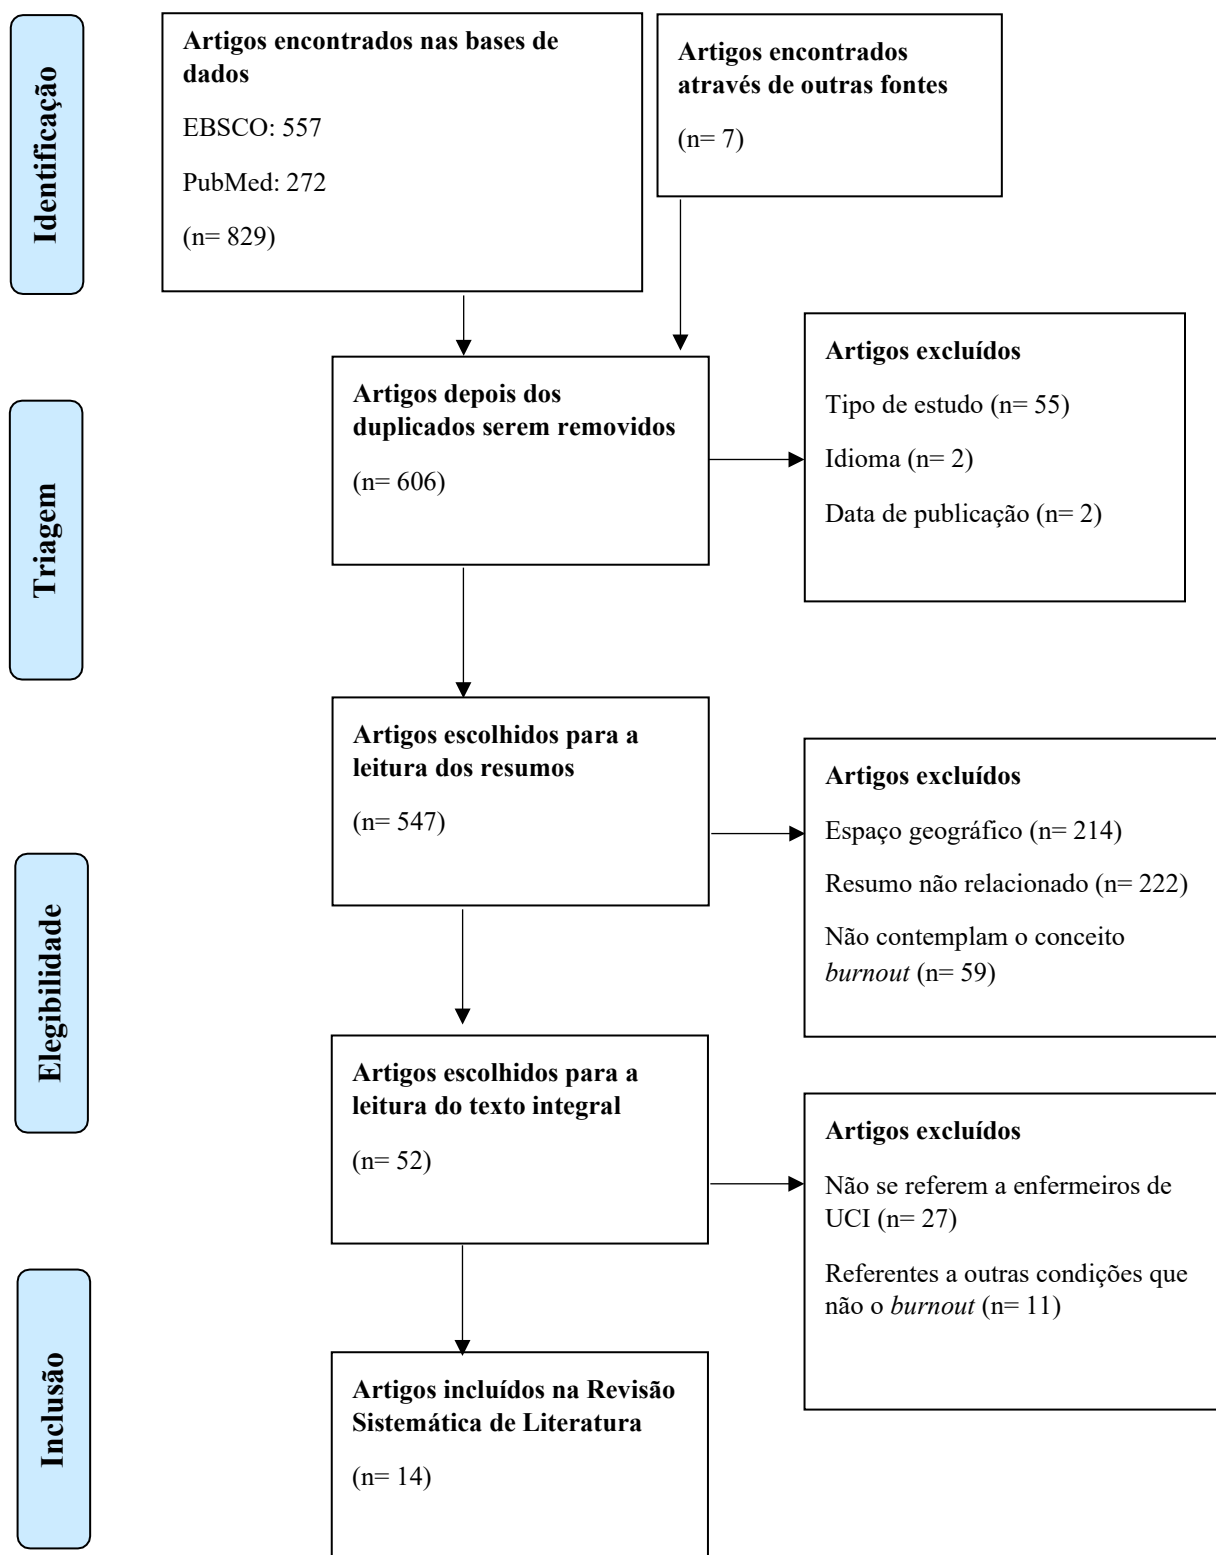 Identificação
Artigos encontrados nas bases de
dados
EBSCO: 557
PubMed: 272
(n= 829)
Artigos encontrados
através de outras fontes
(n= 7)
Triagem
Artigos depois dos
duplicados serem removidos
(n= 606)
Artigos excluídos
Tipo de estudo (n= 55)
Idioma (n= 2)
Data de publicação (n= 2)
Artigos escolhidos para a
leitura dos resumos
(n= 547)
Artigos excluídos
Espaço geográfico (n= 214)
Resumo não relacionado (n= 222)
Não contemplam o conceito
burnout (n= 59)
Elegibilidade
Artigos escolhidos para a
leitura do texto integral
(n= 52)
Artigos excluídos
Não se referem a enfermeiros de
UCI (n= 27)
Referentes a outras condições que
não o burnout (n= 11)
Inclusão
Artigos incluídos na Revisão
Sistemática de Literatura
(n= 14)